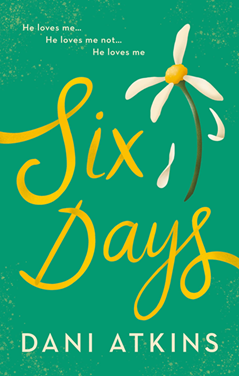 He loves me...
He loves me not...
He loves me
Six
Days
DANI ATKINS